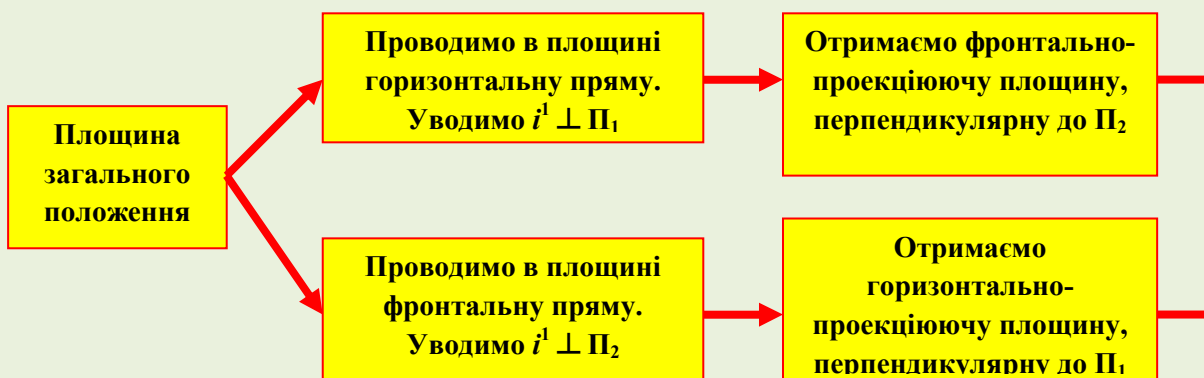 Площина
загального
положення
Проводимо в площині
горизонтальну пряму.
Уводимо i¹ ⊥ П₁
Отримаємо фронтально-
проекціюючу площину,
перпендикулярну до П₂
Проводимо в площині
фронтальну пряму.
Уводимо i¹ ⊥ П₂
Отримаємо
горизонтально-
проекціюючу площину,
перпендикулярну до П₁